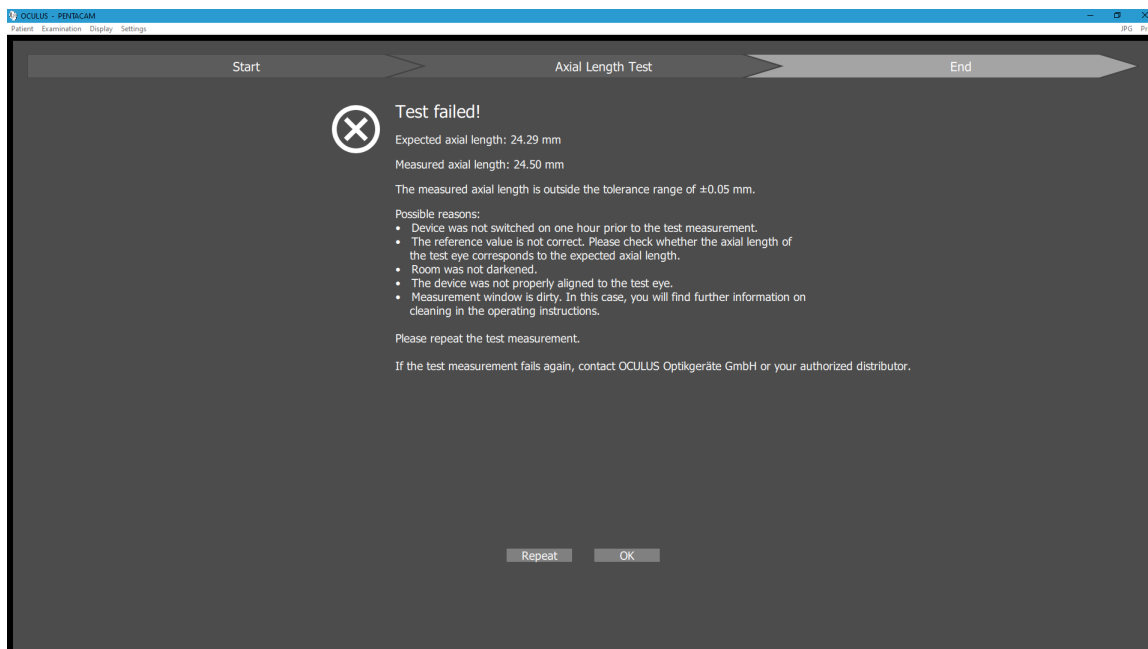 OCULUS - PENTACAM
Patient Examination Display Settings
JPG
Start
Axial Length Test
End
Test failed!
Expected axial length: 24.29 mm
Measured axial length: 24.50 mm
The measured axial length is outside the tolerance range of ±0.05 mm.
Possible reasons:
• Device was not switched on one hour prior to the test measurement.
• The reference value is not correct. Please check whether the axial length of
the test eye corresponds to the expected axial length.
• Room was not darkened.
• The device was not properly aligned to the test eye.
• Measurement window is dirty. In this case, you will find further information on
cleaning in the operating instructions.
Please repeat the test measurement.
If the test measurement fails again, contact OCULUS Optikgeräte GmbH or your authorized distributor.
Repeat
OK